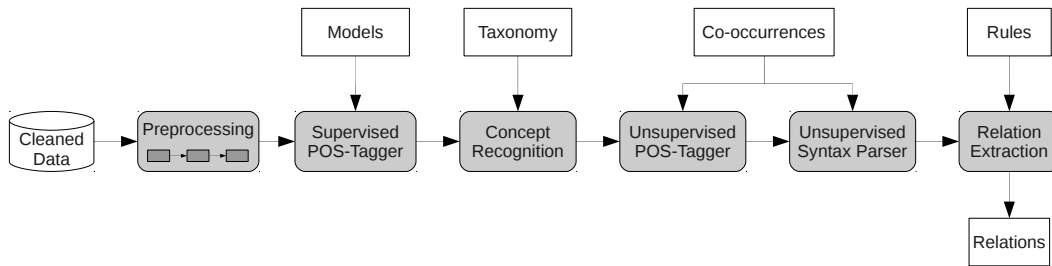 Models
Taxonomy
Co-occurrences
Rules
Cleaned
Data
Preprocessing
Supervised
POS-Tagger
Concept
Recognition
Unsupervised
POS-Tagger
Unsupervised
Syntax Parser
Relation
Extraction
Relations